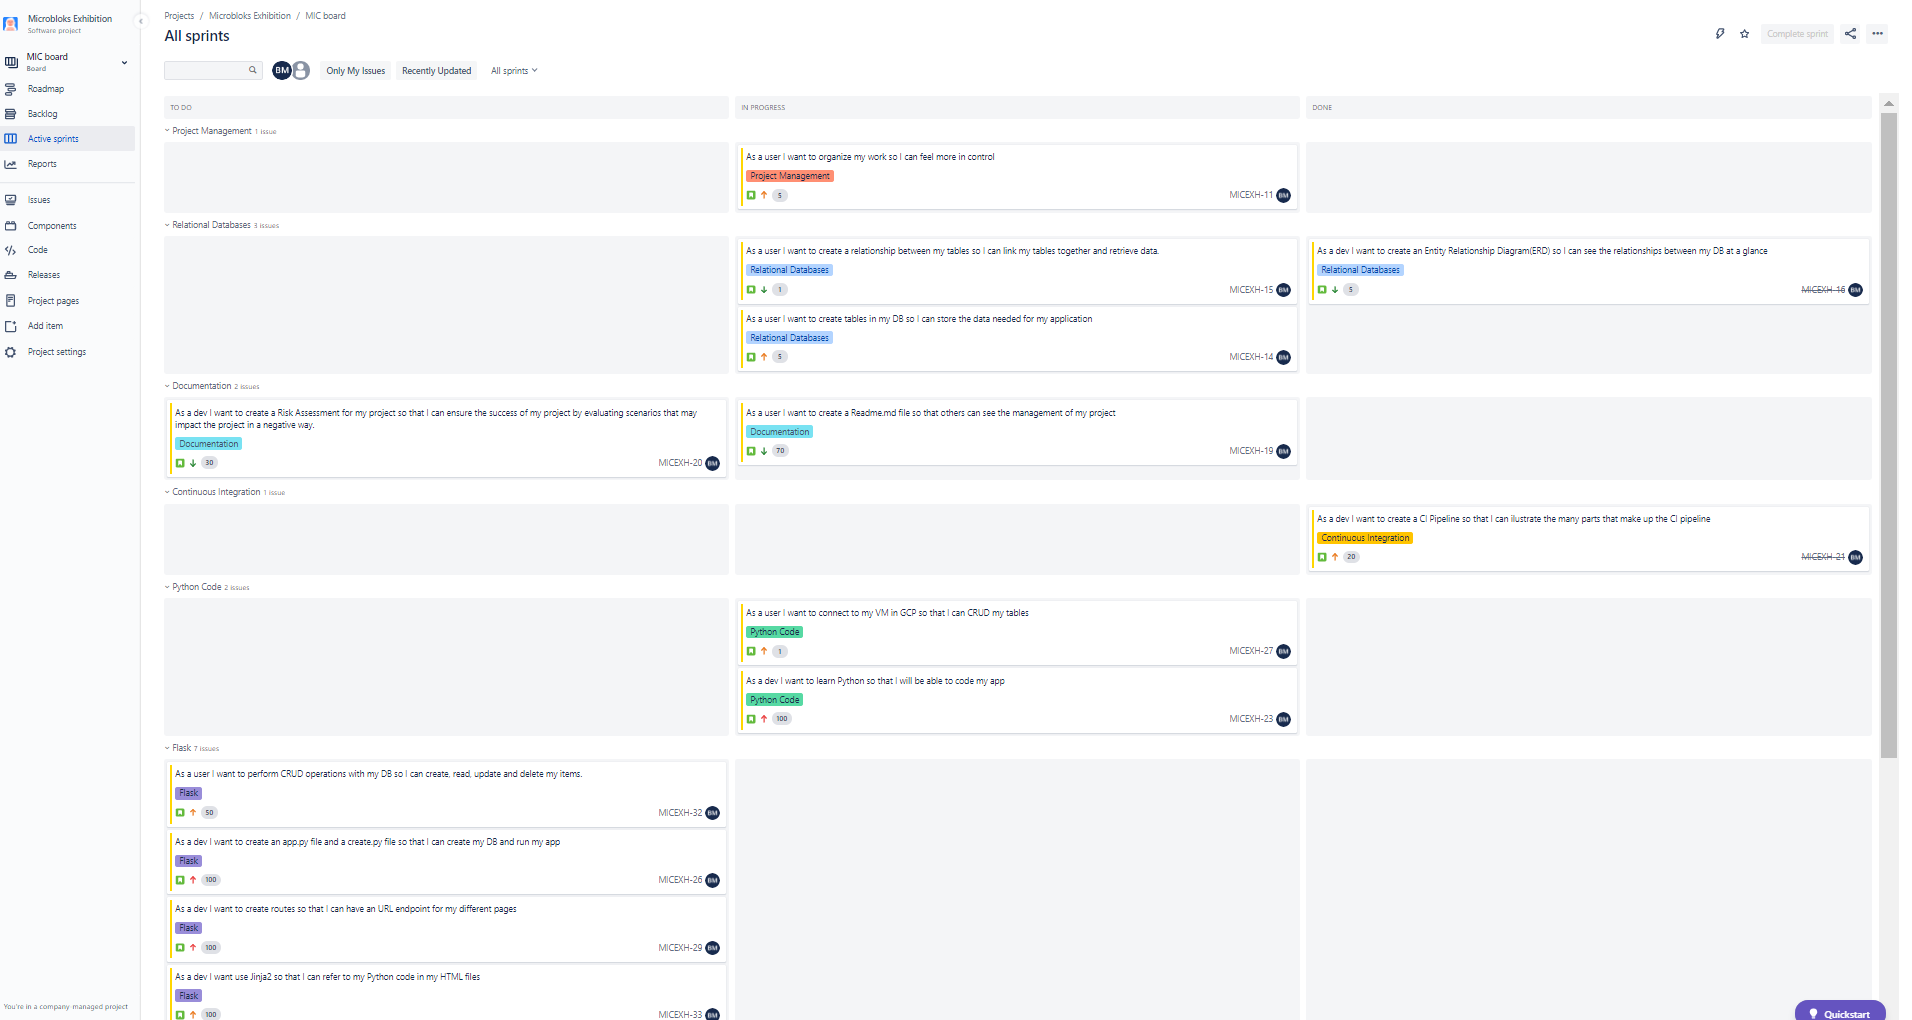 Microbloks Exhibition
Software project
MIC board
Board
Roadmap
Backlog
Active sprints
Reports
Issues
Components
Code
Releases
Project pages
Add item
Project settings
You're in a company-managed project
Projects / Microbloks Exhibition / MIC board
All sprints
Complete sprint
BM Only My Issues Recently Updated All sprints
TO DO IN PROGRESS DONE
Project Management 1 issue
As a user I want to organize my work so I can feel more in control
Project Management
5 MICEXH-11 BM
Relational Databases 3 issues
As a user I want to create a relationship between my tables so I can link my tables together and retrieve data.
Relational Databases
1 MICEXH-15 BM
As a user I want to create tables in my DB so I can store the data needed for my application
Relational Databases
5 MICEXH-14 BM
As a dev I want to create an Entity Relationship Diagram(ERD) so I can see the relationships between my DB at a glance
Relational Databases
5 MICEXH-16 BM
Documentation 2 issues
As a dev I want to create a Risk Assessment for my project so that I can ensure the success of my project by evaluating scenarios that may
impact the project in a negative way.
Documentation
30 MICEXH-20 BM
As a user I want to create a Readme.md file so that others can see the management of my project
Documentation
70 MICEXH-19 BM
Continuous Integration 1 issue
As a dev I want to create a CI Pipeline so that I can ilustrate the many parts that make up the CI pipeline
Continuous Integration
20 MICEXH-21 BM
Python Code 2 issues
As a user I want to connect to my VM in GCP so that I can CRUD my tables
Python Code
1 MICEXH-27 BM
As a dev I want to learn Python so that I will be able to code my app
Python Code
100 MICEXH-23 BM
Flask 7 issues
As a user I want to perform CRUD operations with my DB so I can create, read, update and delete my items.
Flask
50 MICEXH-32 BM
As a dev I want to create an app.py file and a create.py file so that I can create my DB and run my app
Flask
100 MICEXH-26 BM
As a dev I want to create routes so that I can have an URL endpoint for my different pages
Flask
100 MICEXH-29 BM
As a dev I want use Jinja2 so that I can refer to my Python code in my HTML files
Flask
100 MICEXH-33 BM
Quickstart